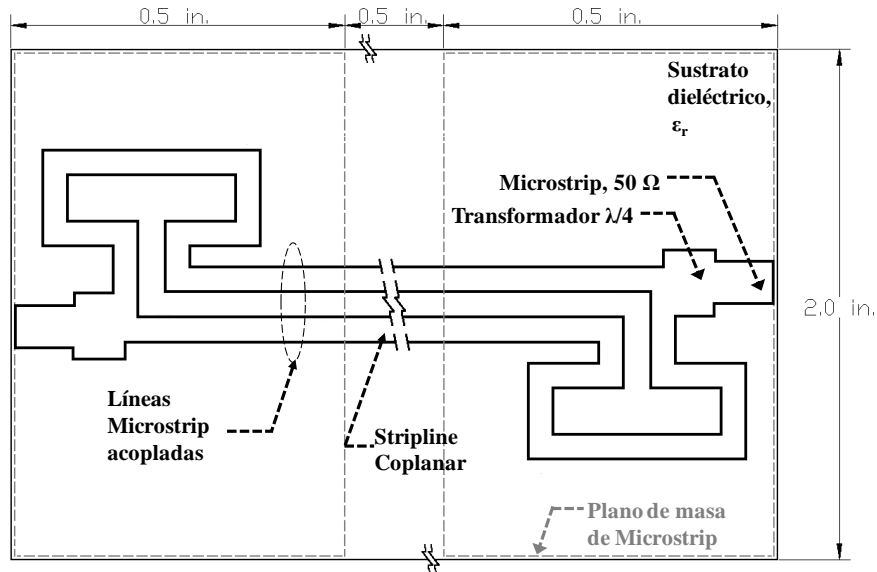 0.5 in.
0.5 in.
0.5 in.
Sustrato
dieléctrico,
εr
Microstrip, 50 Ω
Transformador λ/4
2.0 in.
Líneas
Microstrip
acopladas
Stripline
Coplanar
Plano de masa
de Microstrip